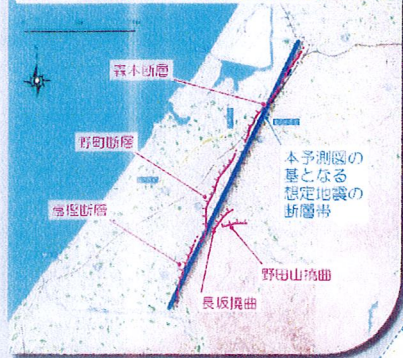 森本断層
野町断層
本予測図の
基となる
想定地震の
断層帯
富樫断層
野田山撓曲
長坂撓曲